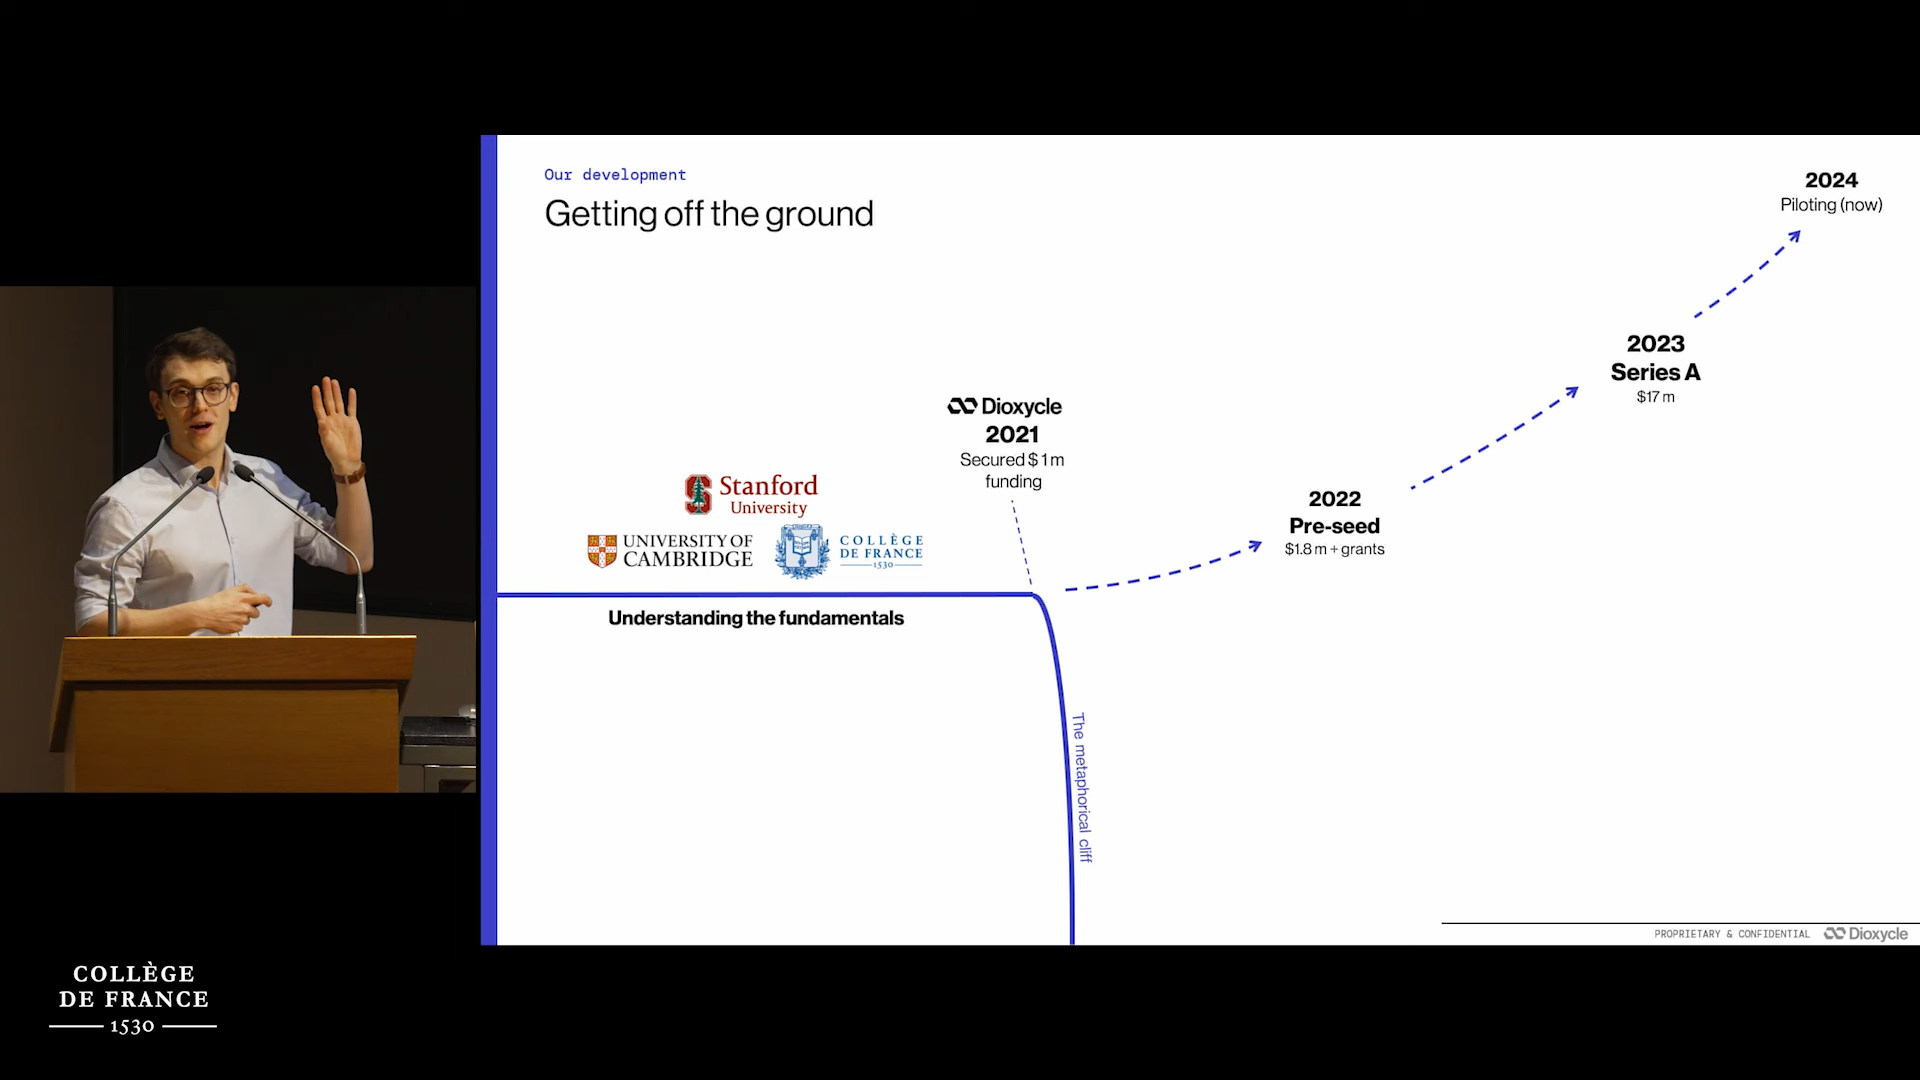 Our development
Getting off the ground
2024
Piloting (now)
2023
Series A
$17 m
Dioxycle
2021
Secured $ 1 m
funding
Stanford
University
UNIVERSITY OF
CAMBRIDGE
COLLÈGE
DE FRANCE
1530
2022
Pre-seed
$1.8 m + grants
Understanding the fundamentals
The metaphorical cliff
PROPRIETARY & CONFIDENTIAL
Dioxycle
COLLÈGE
DE FRANCE
1530